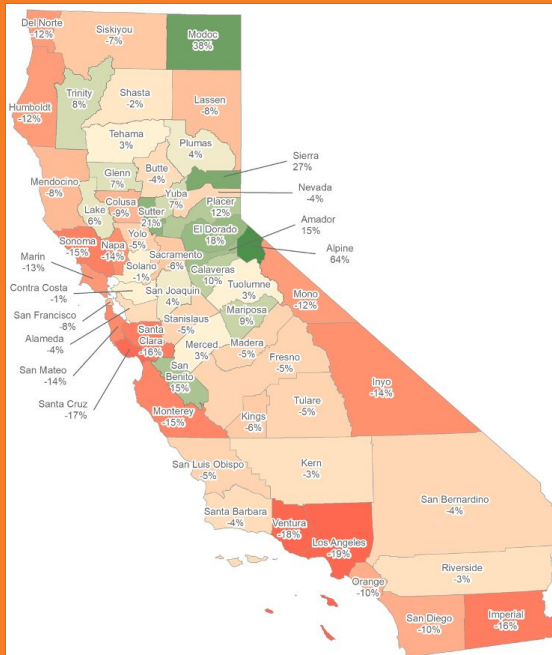 Del Norte
-12%
Siskiyou
-7%
Modoc
38%
Humboldt
-12%
Trinity
8%
Shasta
-2%
Lassen
-8%
Tehama
3%
Plumas
4%
Mendocino
-8%
Glenn
7%
Butte
-4%
Sierra
27%
Nevada
-4%
Colusa
-9%
Yuba
7%
Placer
12%
Lake
6%
Sutter
21%
El Dorado
18%
Amador
15%
Alpine
64%
Sonoma
-15%
Napa
-14%
Yolo
-5%
Sacramento
-6%
Marin
-13%
Solano
-1%
Calaveras
10%
Tuolumne
3%
Mono
-12%
Contra Costa
-1%
San Joaquin
4%
San Francisco
-8%
Stanislaus
-5%
Mariposa
9%
Alameda
-4%
Santa
Clara
-16%
Merced
3%
Madera
-5%
Fresno
-5%
San Mateo
-14%
San
Benito
15%
Inyo
-14%
Santa Cruz
-17%
Monterey
-15%
Kings
-6%
Tulare
-5%
San Luis Obispo
-5%
Kern
-3%
San Bernardino
-4%
Santa Barbara
-4%
Ventura
-18%
Los Angeles
-19%
Orange
-10%
Riverside
-3%
San Diego
-10%
Imperial
-16%